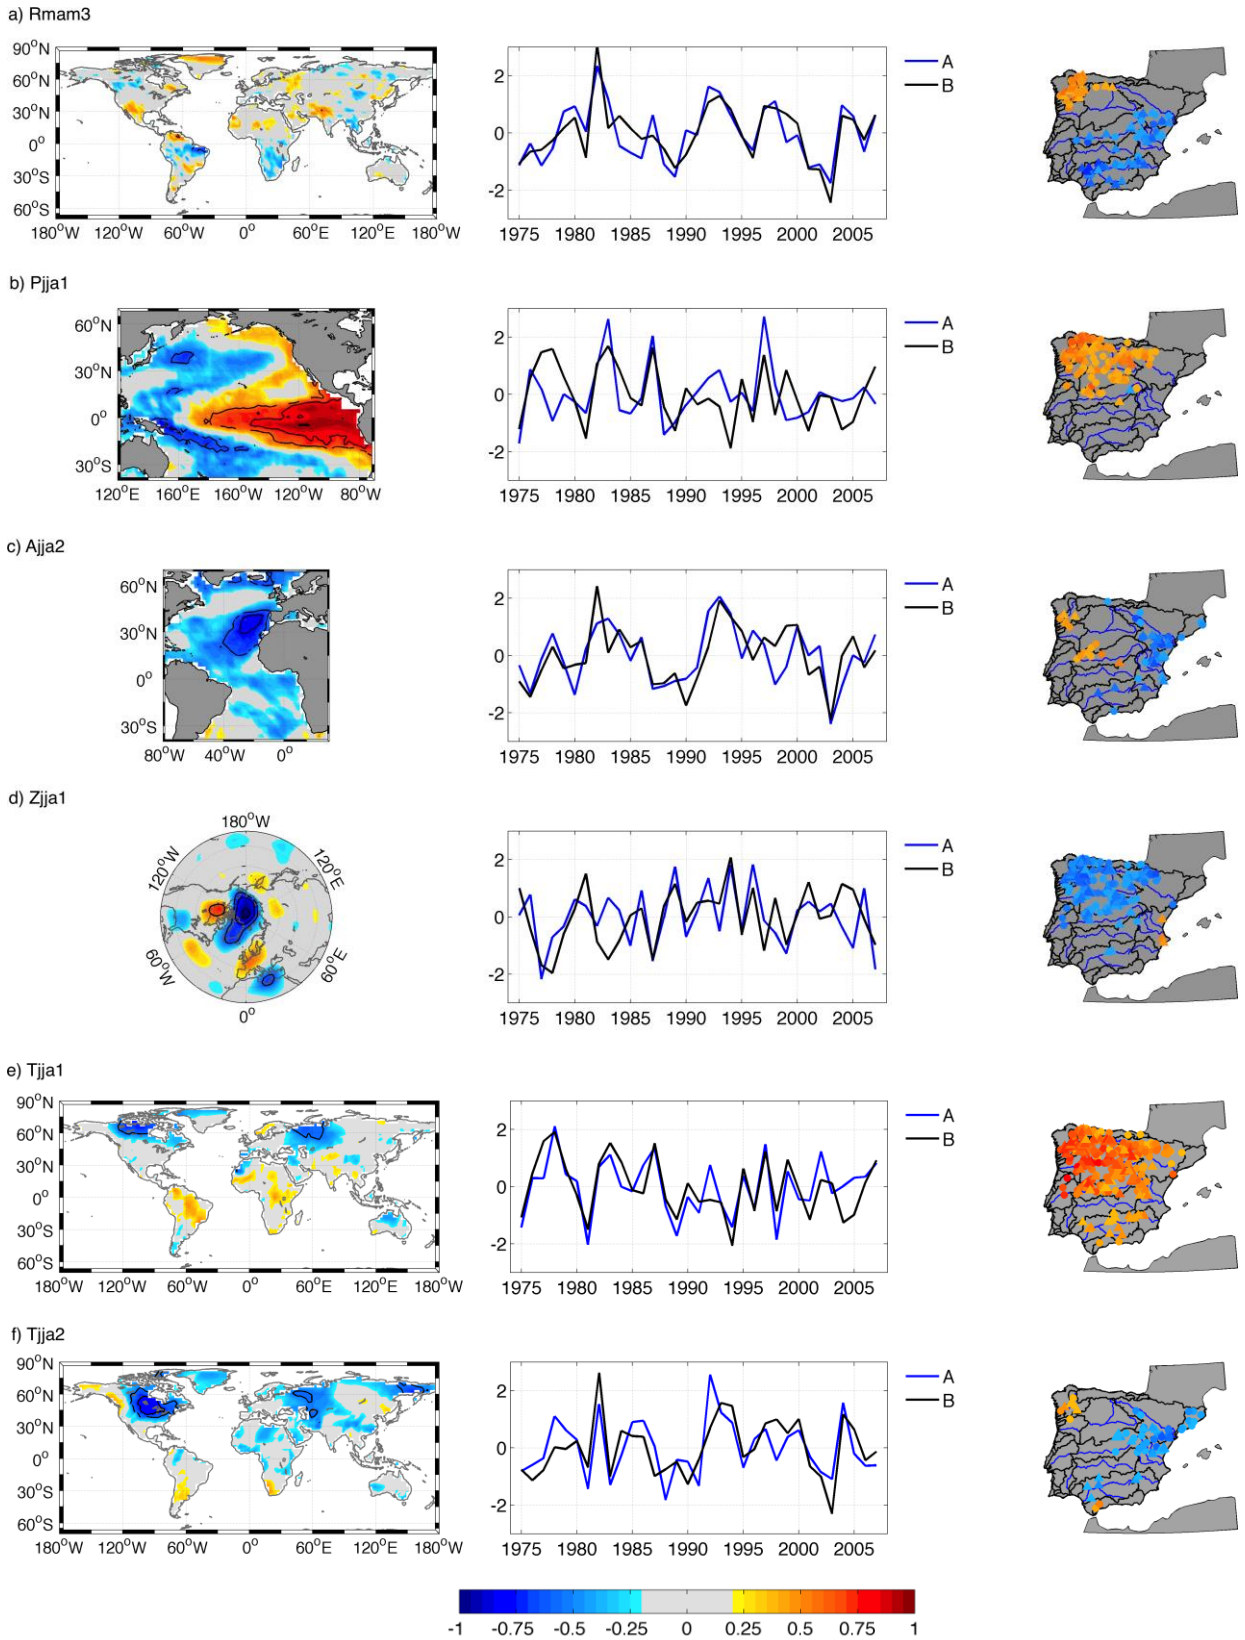 a) Rmam3
90°N
60°N
30°N
0°
30°S
60°S
180°W 120°W 60°W 0° 60°E 120°E 180°W
2
0
-2
1975 1980 1985 1990 1995 2000 2005
A
B
b) Pjja1
60°N
30°N
0°
30°S
120°E 160°E 160°W 120°W 80°W
2
0
-2
1975 1980 1985 1990 1995 2000 2005
A
B
c) Ajja2
60°N
30°N
0°
30°S
80°W 40°W 0°
2
0
-2
1975 1980 1985 1990 1995 2000 2005
A
B
d) Zjja1
180°W
120°W 120°E
60°W 60°E
0°
2
0
-2
1975 1980 1985 1990 1995 2000 2005
A
B
e) Tjja1
90°N
60°N
30°N
0°
30°S
60°S
180°W 120°W 60°W 0° 60°E 120°E 180°W
2
0
-2
1975 1980 1985 1990 1995 2000 2005
A
B
f) Tjja2
90°N
60°N
30°N
0°
30°S
60°S
180°W 120°W 60°W 0° 60°E 120°E 180°W
2
0
-2
1975 1980 1985 1990 1995 2000 2005
A
B
-1 -0.75 -0.5 -0.25 0 0.25 0.5 0.75 1